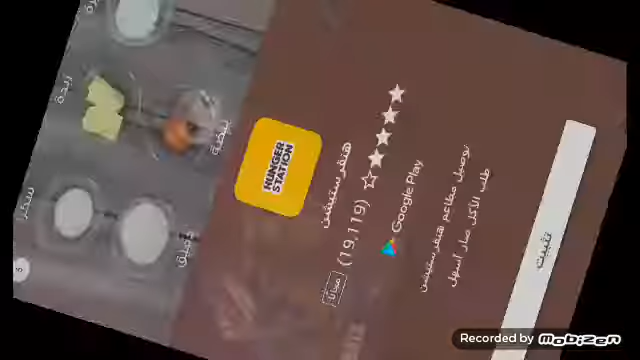 زبدة
بيضة
سكر
دقيق
HUNGER
STATION
هنقرستيشن
(19,119)
مجانًا
Google Play
توصيل مطاعم هنقرستيشن
طلب الأكل صار أسهل
تثبيت
Recorded by mobizen